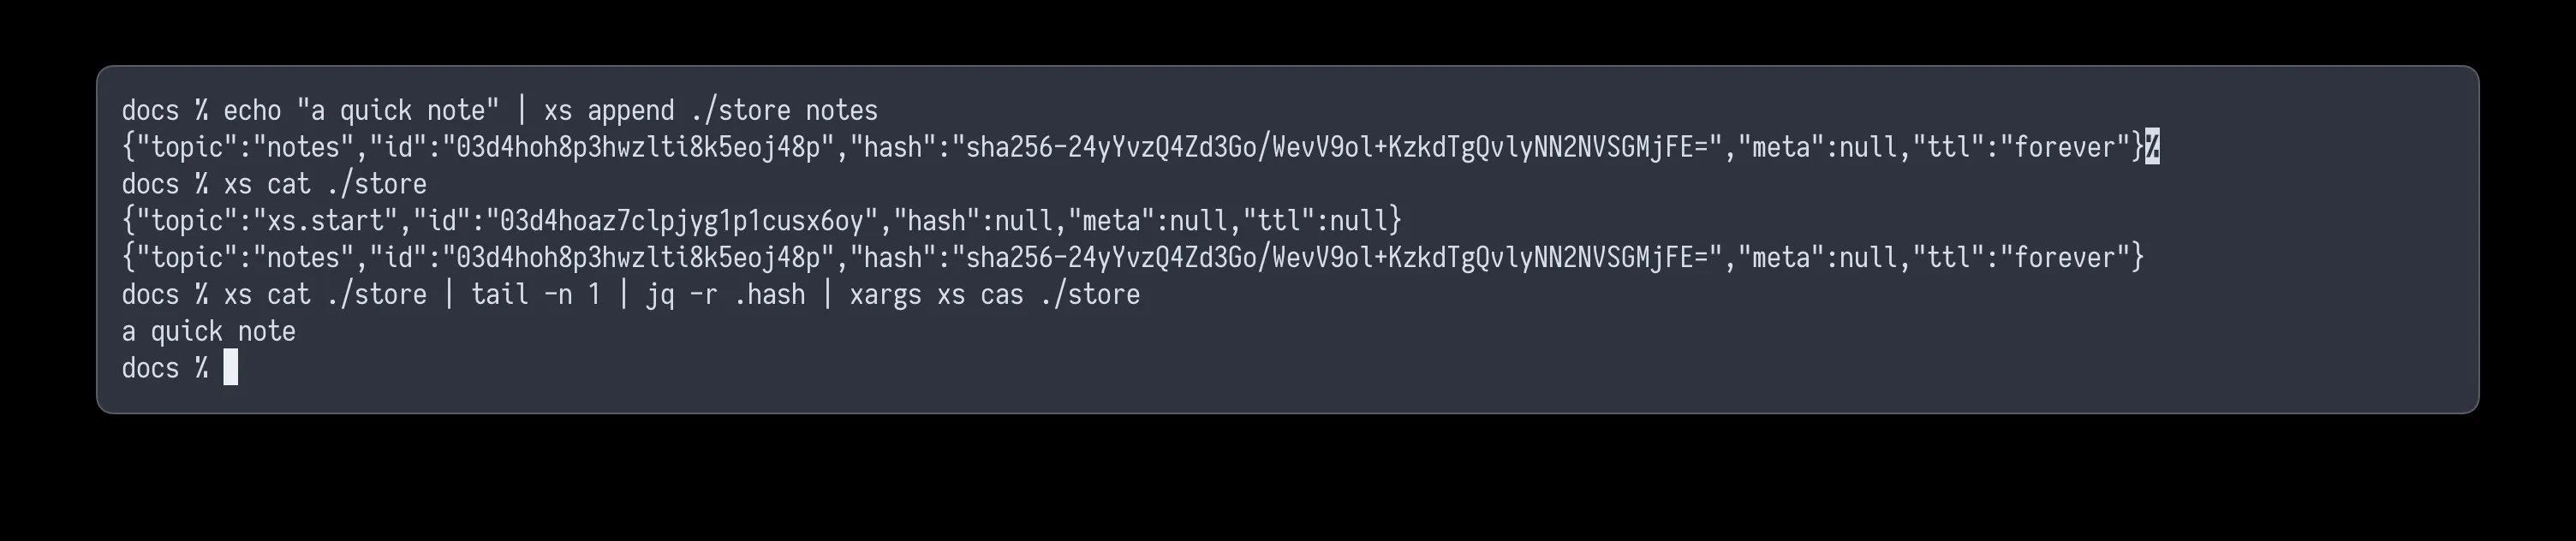 docs % echo "a quick note" | xs append ./store notes
{"topic":"notes","id":"03d4hoh8p3hwzlti8k5eoj48p","hash":"sha256-24yYvzQ4Zd3Go/WevV9ol+KzkdTgQvlyNN2NVSGMjFE=","meta":null,"ttl":"forever"}%
docs % xs cat ./store
{"topic":"xs.start","id":"03d4hoaz7clpjyg1p1cusx6oy","hash":null,"meta":null,"ttl":null}
{"topic":"notes","id":"03d4hoh8p3hwzlti8k5eoj48p","hash":"sha256-24yYvzQ4Zd3Go/WevV9ol+KzkdTgQvlyNN2NVSGMjFE=","meta":null,"ttl":"forever"}
docs % xs cat ./store | tail -n 1 | jq -r .hash | xargs xs cas ./store
a quick note
docs %